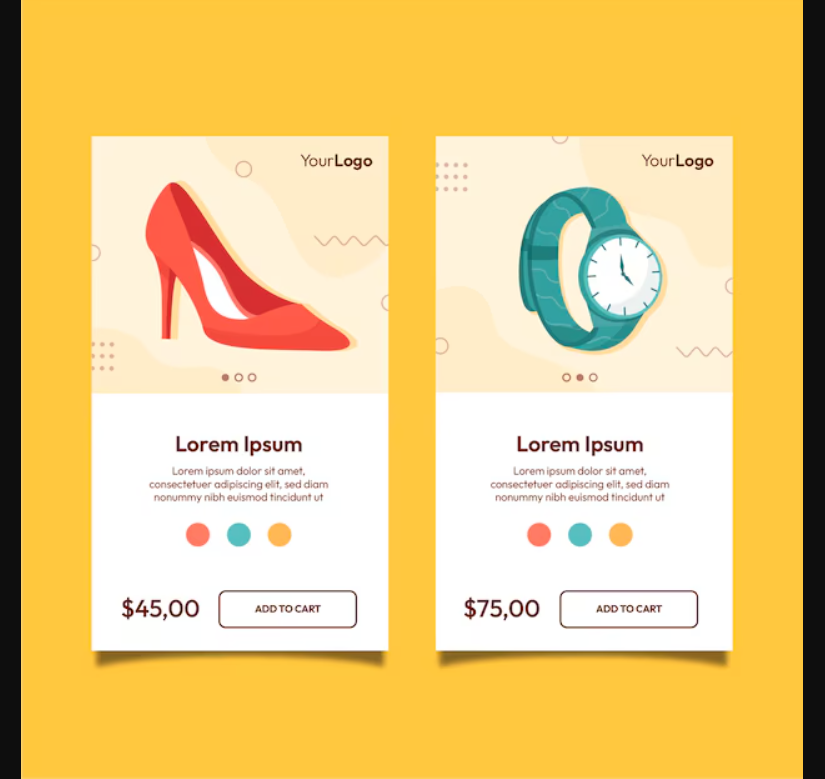 YourLogo
Lorem Ipsum
Lorem ipsum dolor sit amet,
consectetuer adipiscing elit, sed diam
nonummy nibh euismod tincidunt ut
$45,00
ADD TO CART
YourLogo
Lorem Ipsum
Lorem ipsum dolor sit amet,
consectetuer adipiscing elit, sed diam
nonummy nibh euismod tincidunt ut
$75,00
ADD TO CART